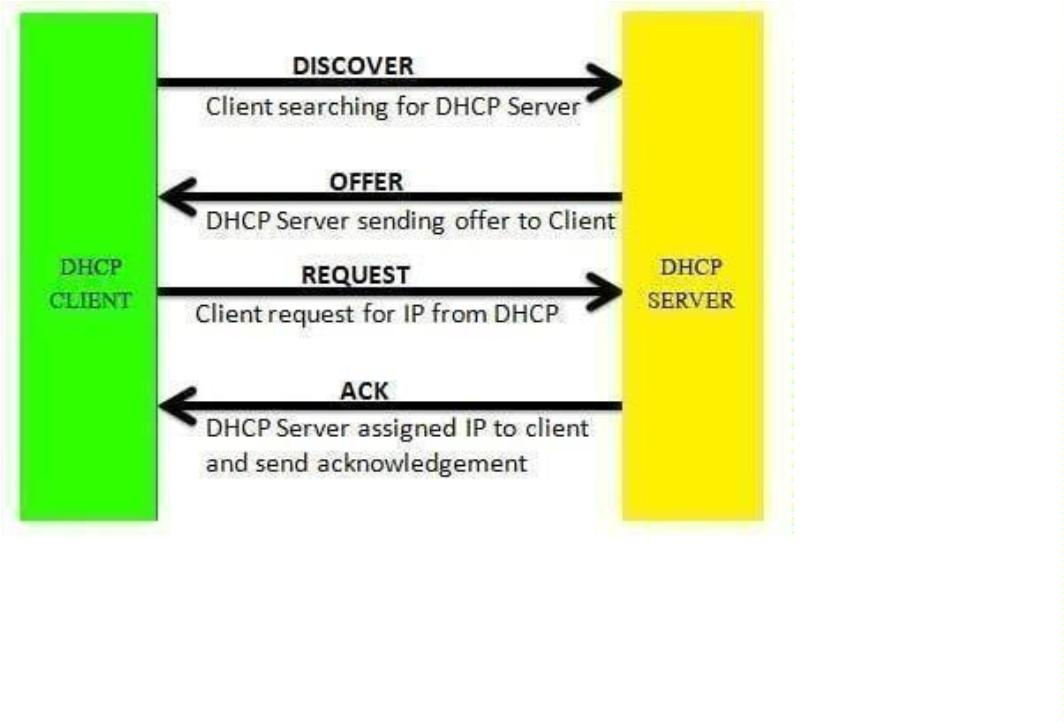 DISCOVER
Client searching for DHCP Server
OFFER
DHCP Server sending offer to Client
DHCP
CLIENT
REQUEST
Client request for IP from DHCP
DHCP
SERVER
ACK
DHCP Server assigned IP to client
and send acknowledgement